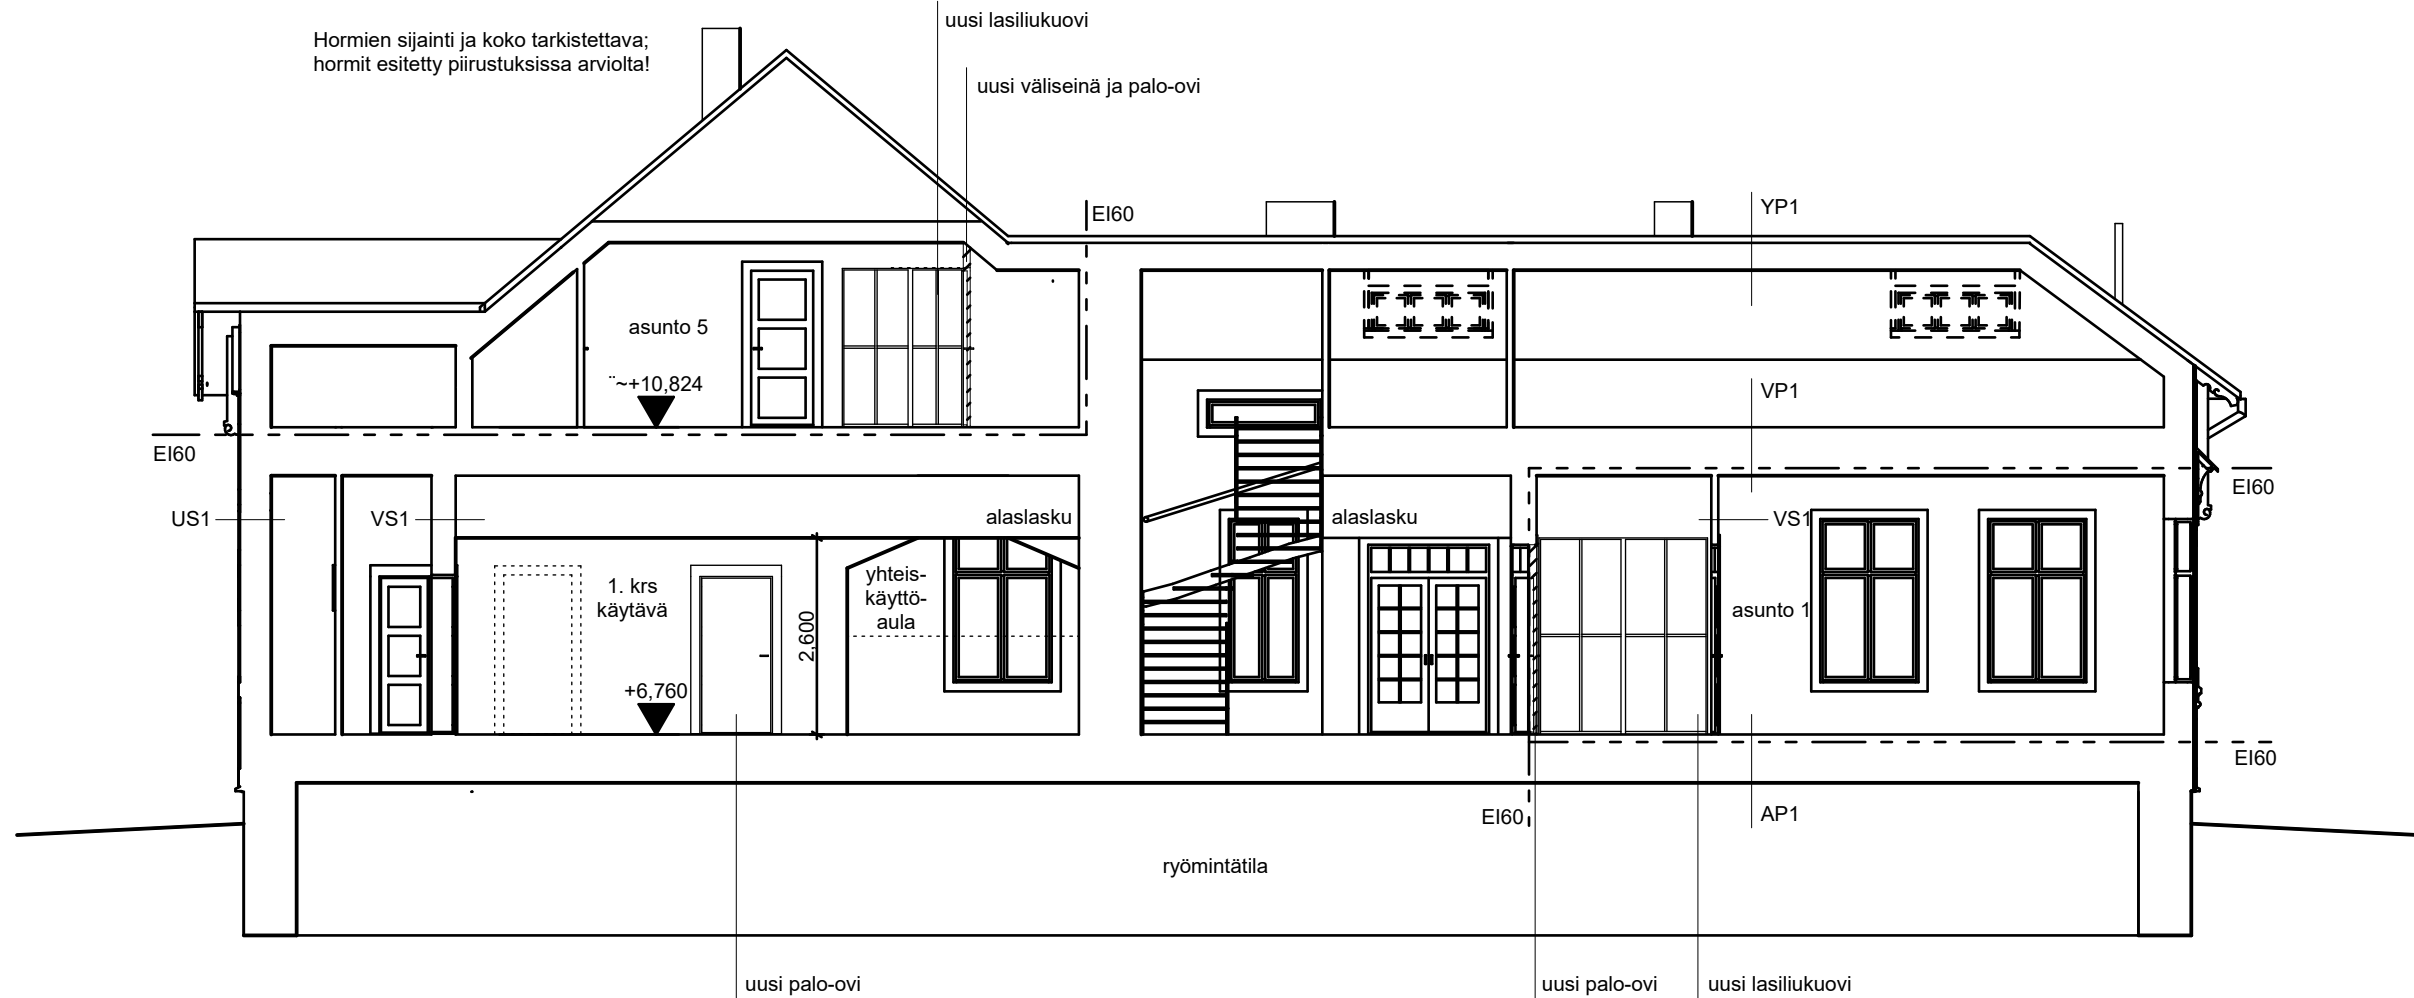 uusi lasiliukuovi
Hormien sijainti ja koko tarkistettava;
hormit esitetty piirustuksissa arviolta!
uusi väliseinä ja palo-ovi
EI60
YP1
asunto 5
¨~+10,824
VP1
EI60
EI60
US1
VS1
alaslasku
alaslasku
VS1
1. krs
käytävä
yhteis-
käyttö-
aula
2,600
asunto 1
+6,760
EI60
EI60
AP1
ryömintätila
uusi palo-ovi
uusi palo-ovi
uusi lasiliukuovi